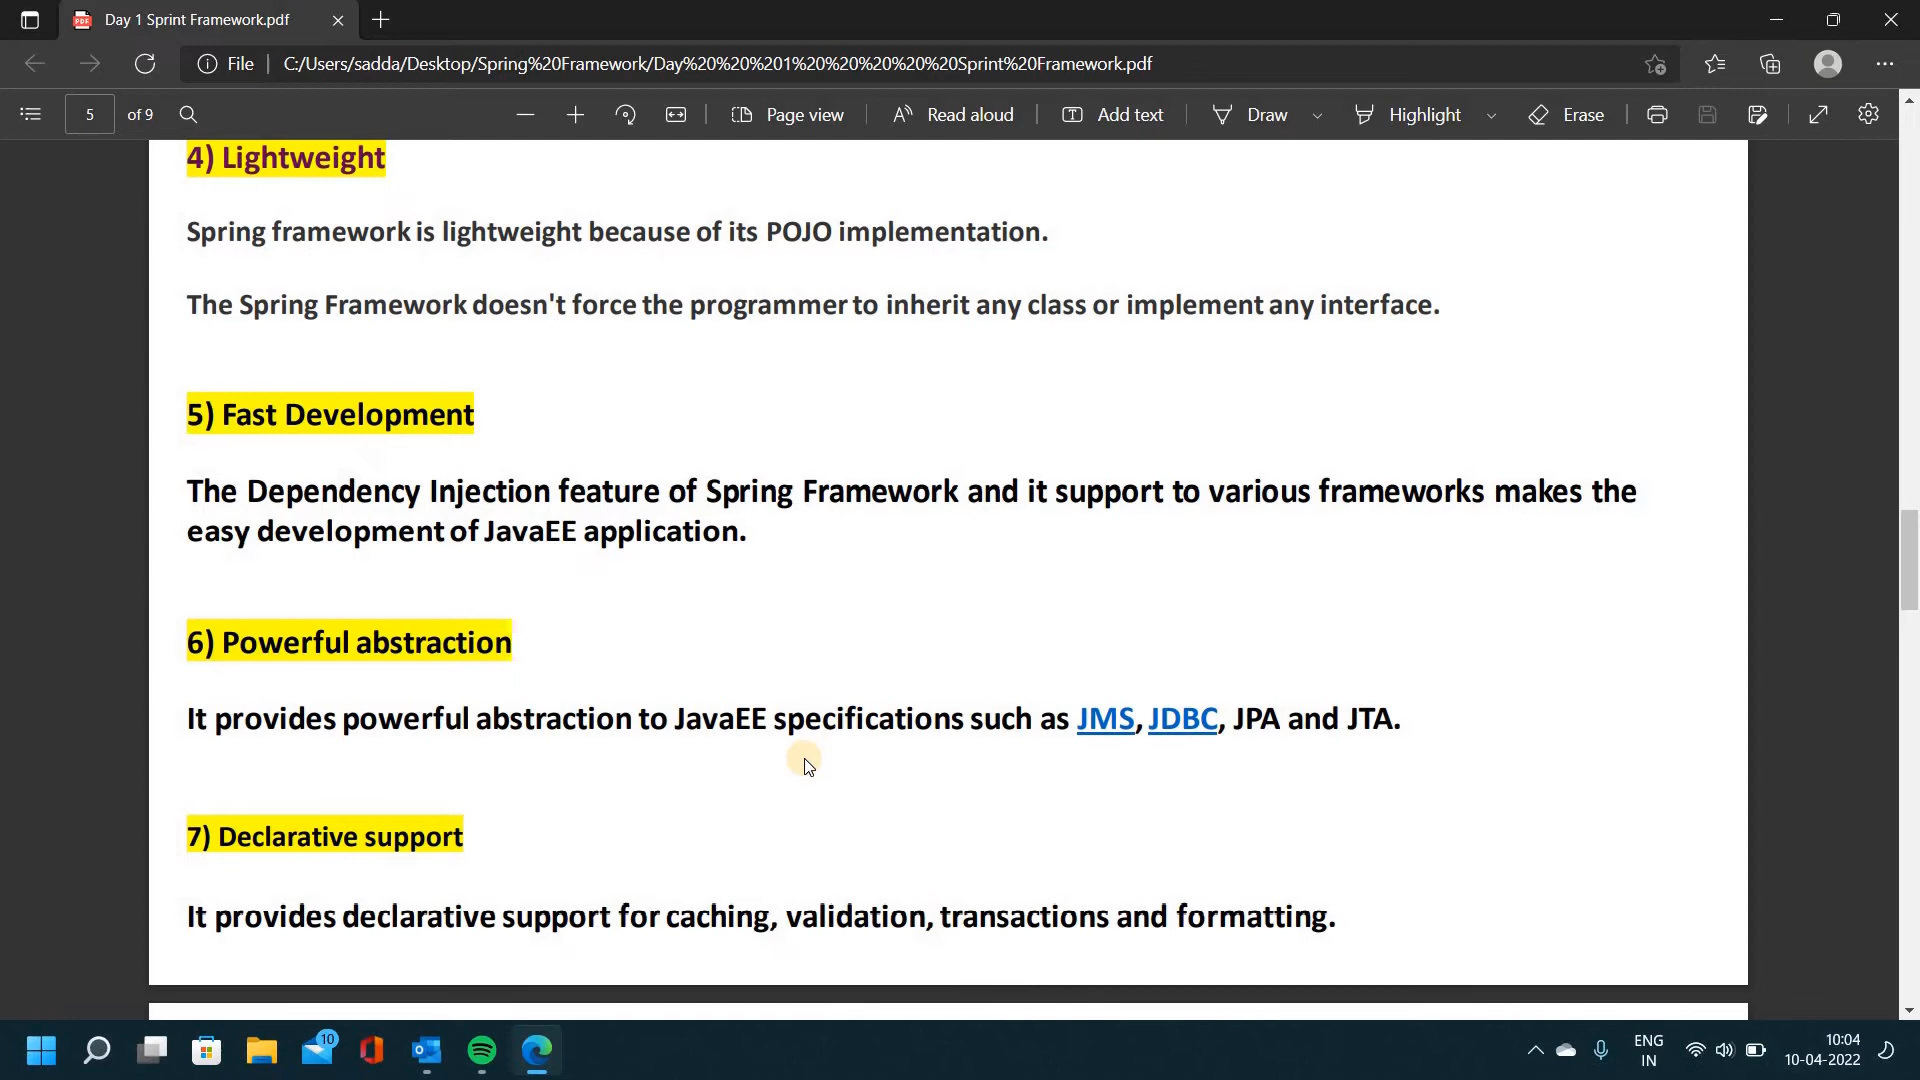 Day 1 Sprint Framework.pdf
File
C:/Users/sadda/Desktop/Spring%20Framework/Day%20%20%201%20%20%20%20%20Sprint%20Framework.pdf
5 of 9
Page view
Read aloud
Add text
Draw
Highlight
Erase
4) Lightweight
Spring framework is lightweight because of its POJO implementation.
The Spring Framework doesn't force the programmer to inherit any class or implement any interface.
5) Fast Development
The Dependency Injection feature of Spring Framework and it support to various frameworks makes the
easy development of JavaEE application.
6) Powerful abstraction
It provides powerful abstraction to JavaEE specifications such as JMS, JDBC, JPA and JTA.
7) Declarative support
It provides declarative support for caching, validation, transactions and formatting.
10
ENG
IN
10:04
10-04-2022